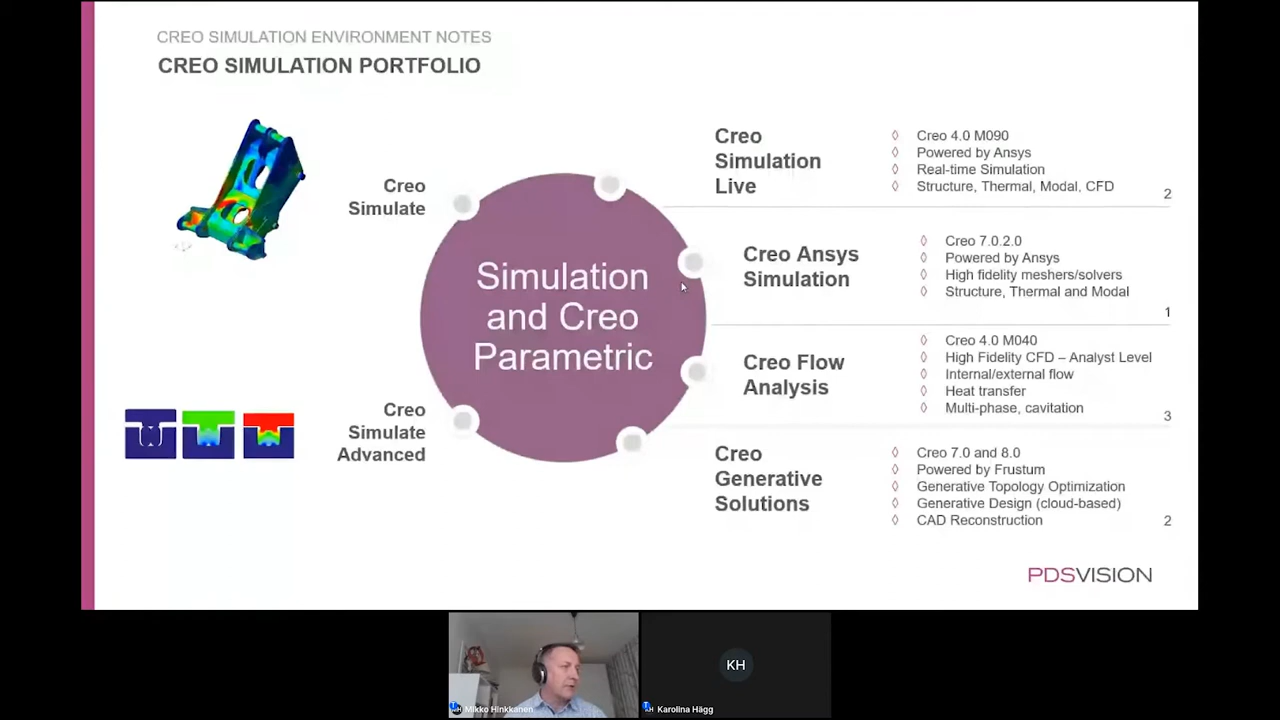 CREO SIMULATION ENVIRONMENT NOTES
CREO SIMULATION PORTFOLIO
Creo
Simulate
Creo
Simulate
Advanced
Simulation
and Creo
Parametric
Creo
Simulation
Live
◊ Creo 4.0 M090
◊ Powered by Ansys
◊ Real-time Simulation
◊ Structure, Thermal, Modal, CFD
2
Creo Ansys
Simulation
◊ Creo 7.0.2.0
◊ Powered by Ansys
◊ High fidelity meshers/solvers
◊ Structure, Thermal and Modal
1
Creo Flow
Analysis
◊ Creo 4.0 M040
◊ High Fidelity CFD – Analyst Level
◊ Internal/external flow
◊ Heat transfer
◊ Multi-phase, cavitation
3
Creo
Generative
Solutions
◊ Creo 7.0 and 8.0
◊ Powered by Frustum
◊ Generative Topology Optimization
◊ Generative Design (cloud-based)
◊ CAD Reconstruction
2
PDSVISION
KH
Mikko Hinkkanen
Karolina Hägg